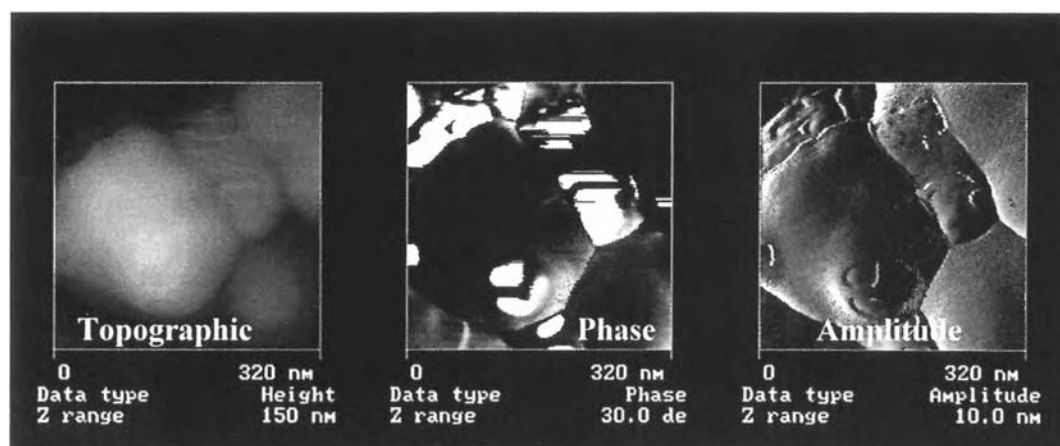 Topographic
Phase
Amplitude
0 320 nm
0 320 nm
0 320 nm
Data type Height
Data type Phase
Data type Amplitude
Z range 150 nm
Z range 30.0 de
Z range 10.0 nm